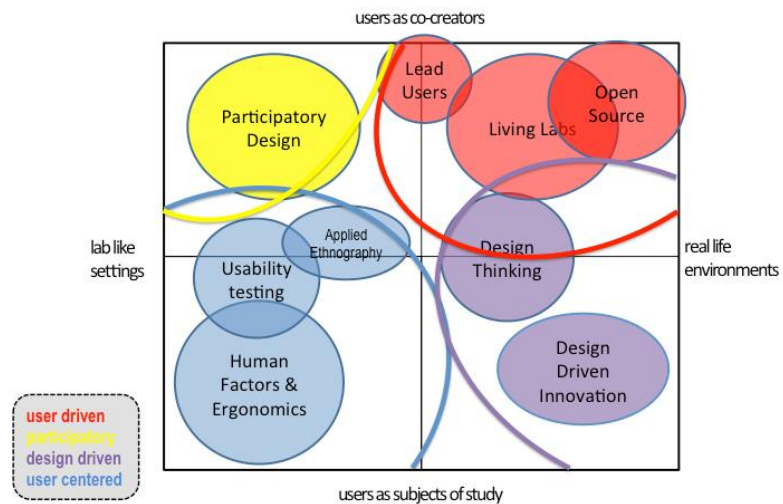 users as co-creators
Lead
Users
Open
Source
Participatory
Design
Living Labs
lab like
settings
Applied
Ethnography
Usability
testing
Design
Thinking
real life
environments
Human
Factors &
Ergonomics
Design
Driven
Innovation
user driven
participatory
design driven
user centered
users as subjects of study